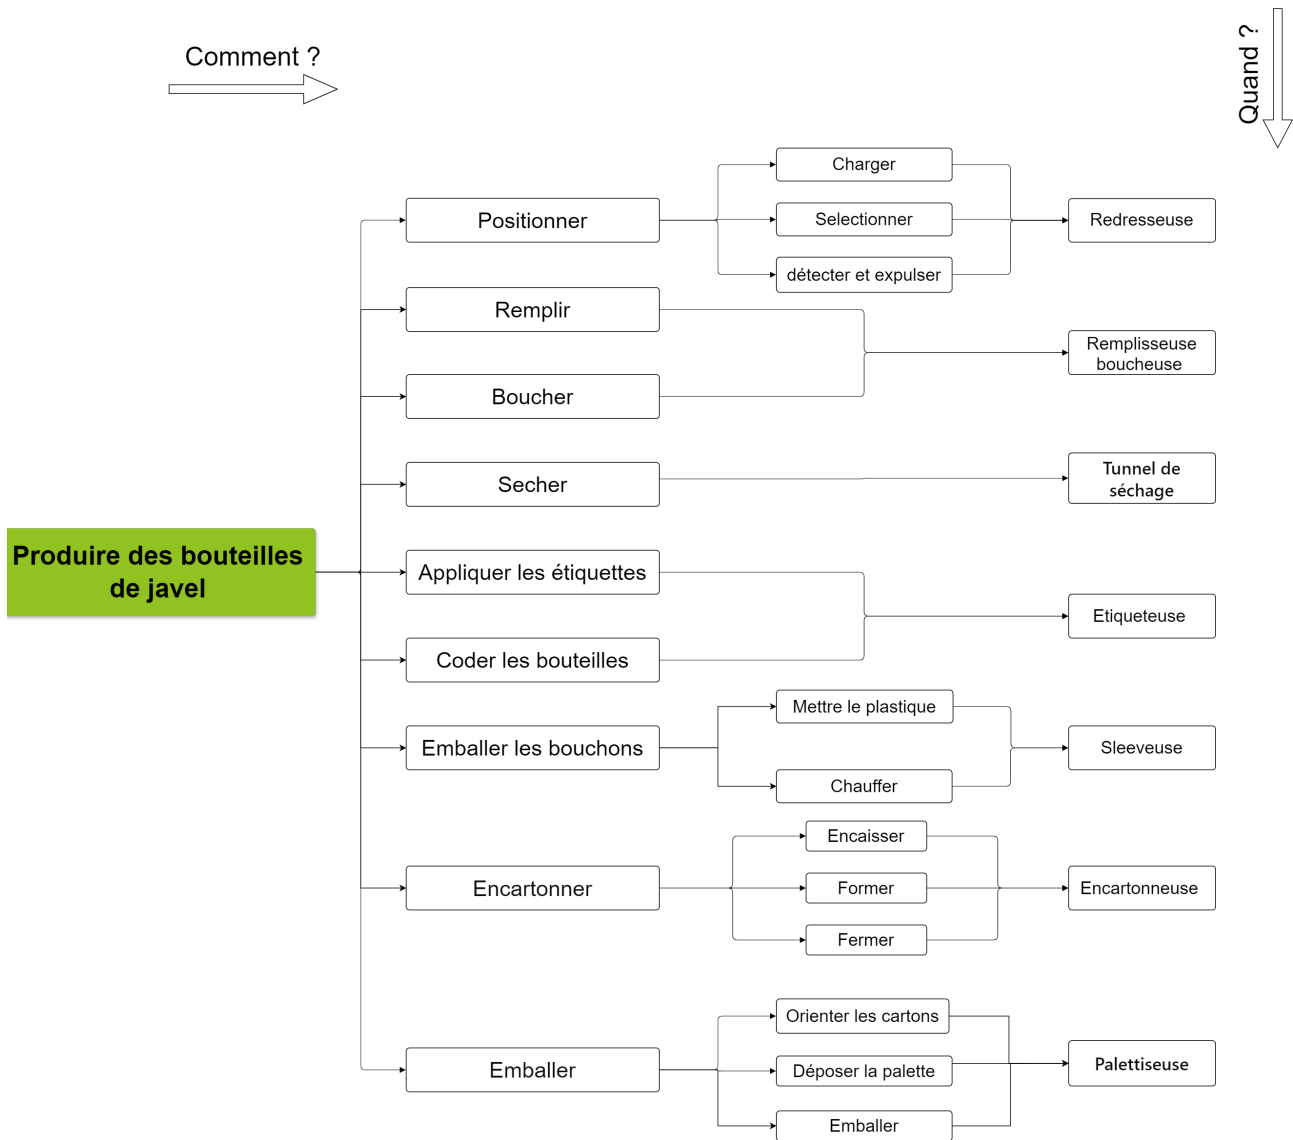 Comment ?
Quand ?
Charger
Positionner
Selectionner
Redresseuse
détecter et expulser
Remplir
Remplisseuse
boucheuse
Boucher
Secher
Tunnel de
séchage
Produire des bouteilles
de javel
Appliquer les étiquettes
Etiqueteuse
Coder les bouteilles
Mettre le plastique
Emballer les bouchons
Sleeveuse
Chauffer
Encaisser
Encartonner
Former
Encartonneuse
Fermer
Orienter les cartons
Emballer
Déposer la palette
Palettiseuse
Emballer